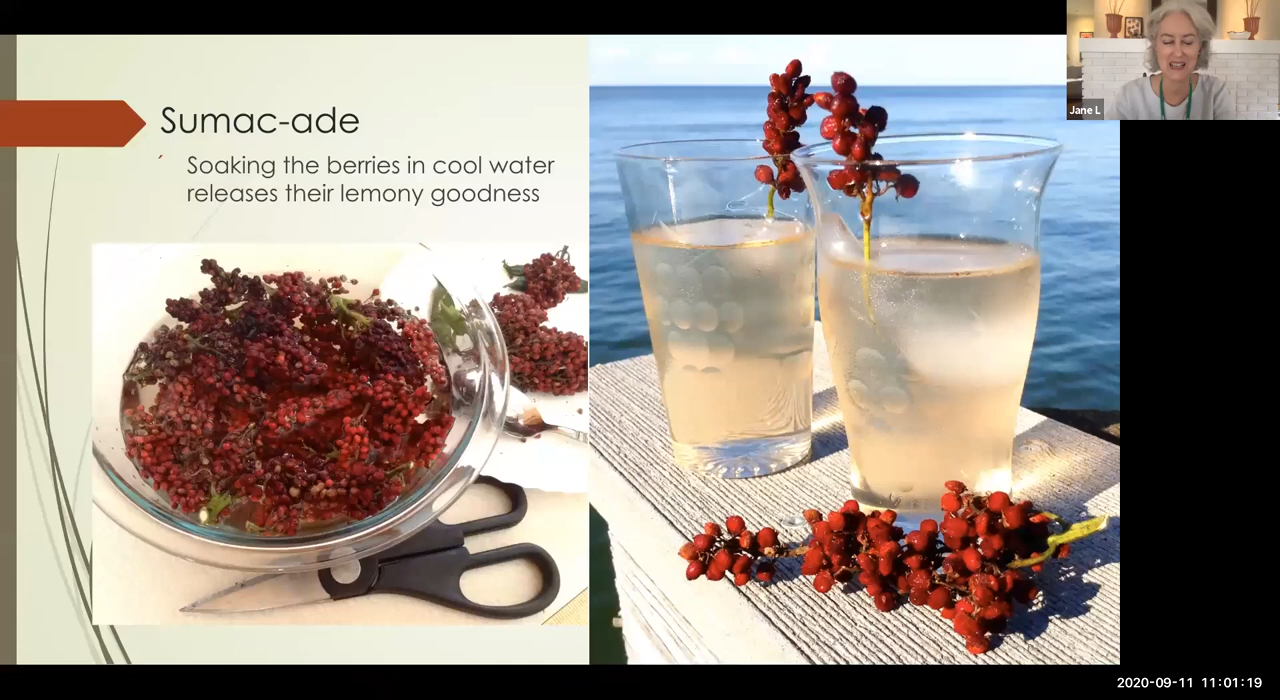 Sumac-ade
Soaking the berries in cool water
releases their lemony goodness
Jane L
2020-09-11 11:01:19